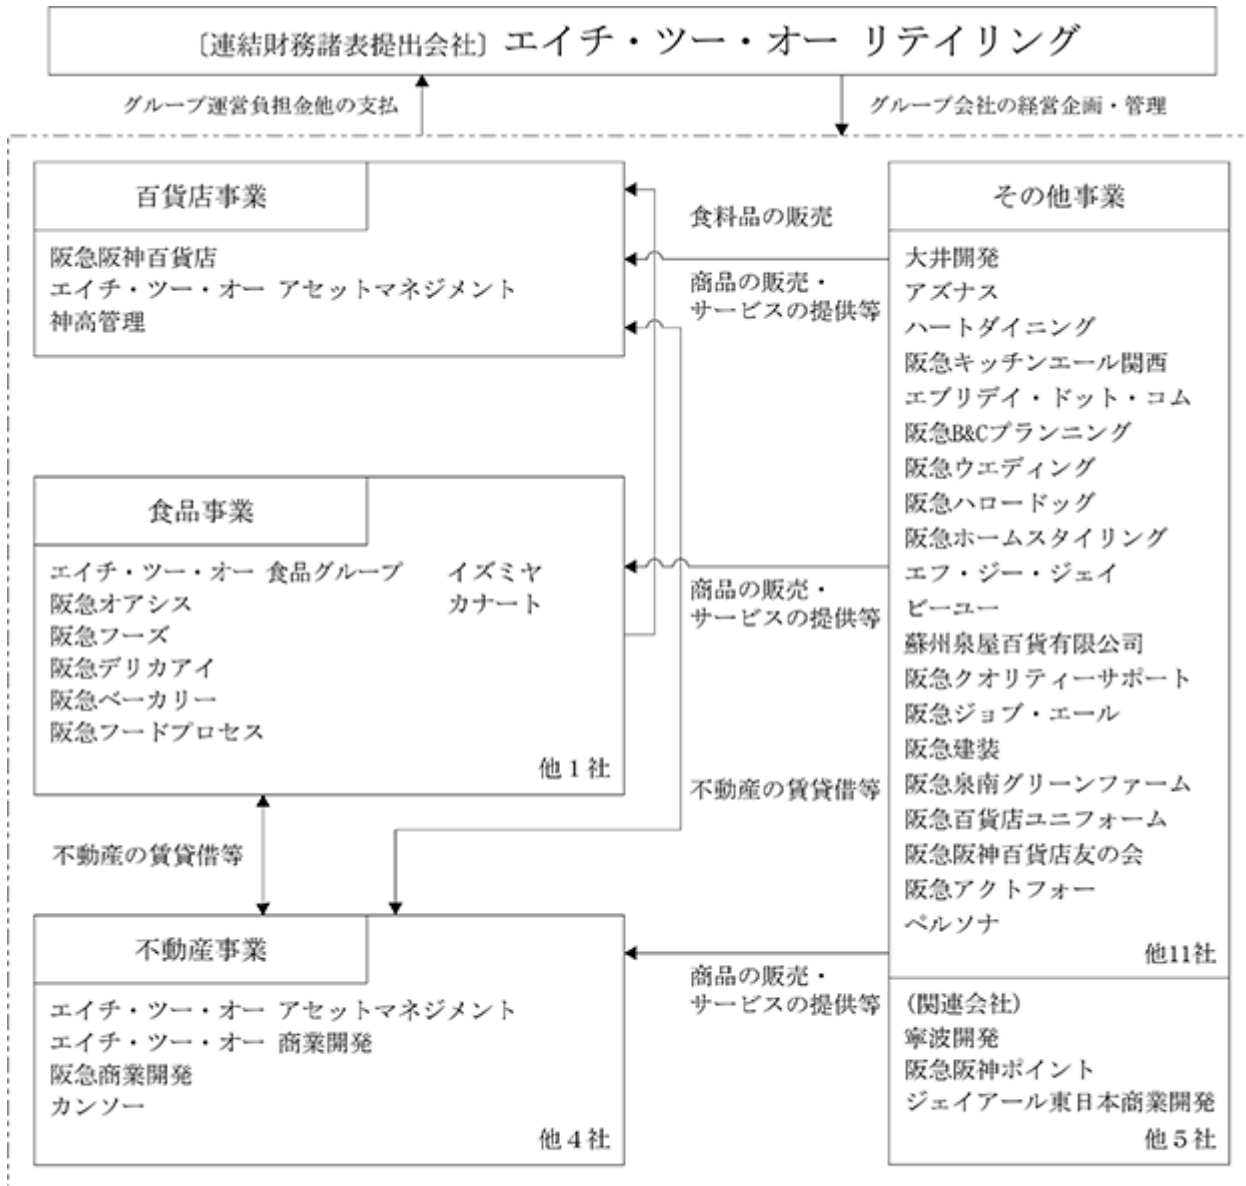 〔連結財務諸表提出会社〕エイチ・ツー・オー リテイリング
グループ運営負担金他の支払
グループ会社の経営企画・管理
百貨店事業
阪急阪神百貨店
エイチ・ツー・オー アセットマネジメント
神高管理
食料品の販売
商品の販売・
サービスの提供等
食品事業
エイチ・ツー・オー 食品グループ
阪急オアシス
阪急フーズ
阪急デリカアイ
阪急ベーカリー
阪急フードプロセス
イズミヤ
カナート
他1社
商品の販売・
サービスの提供等
不動産の賃貸借等
不動産の賃貸借等
不動産事業
エイチ・ツー・オー アセットマネジメント
エイチ・ツー・オー 商業開発
阪急商業開発
カンソー
他4社
商品の販売・
サービスの提供等
その他事業
大井開発
アズナス
ハートダイニング
阪急キッチンエール関西
エブリデイ・ドット・コム
阪急B&Cプランニング
阪急ウエディング
阪急ハロードッグ
阪急ホームスタイリング
エフ・ジー・ジェイ
ビーユー
蘇州泉屋百貨有限公司
阪急クオリティーサポート
阪急ジョブ・エール
阪急建装
阪急泉南グリーンファーム
阪急百貨店ユニフォーム
阪急阪神百貨店友の会
阪急アクトフォー
ペルソナ
他11社
(関連会社)
寧波開発
阪急阪神ポイント
ジェイアール東日本商業開発
他5社